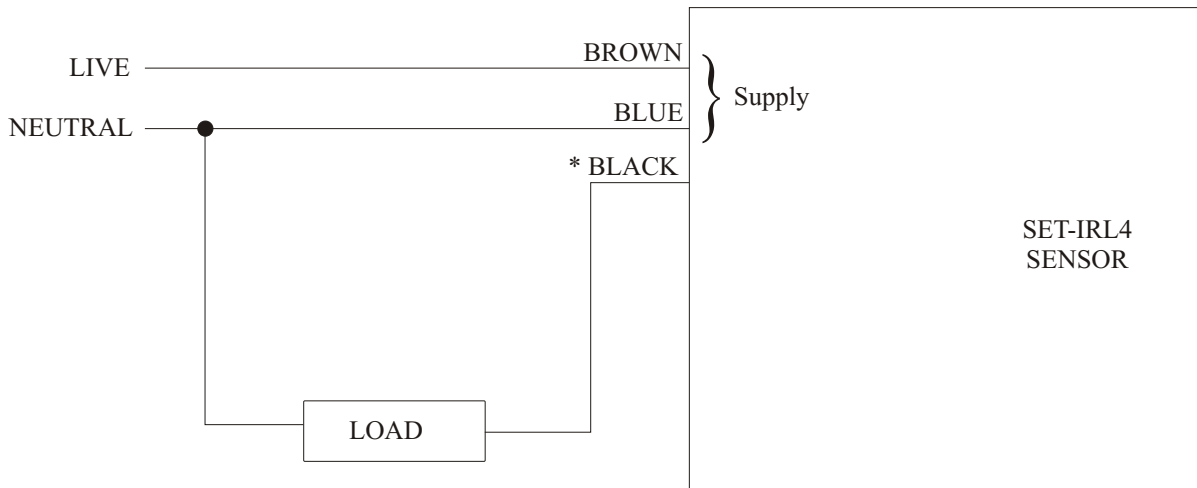 BROWN
LIVE
Supply
BLUE
NEUTRAL
* BLACK
SET-IRL4
SENSOR
LOAD